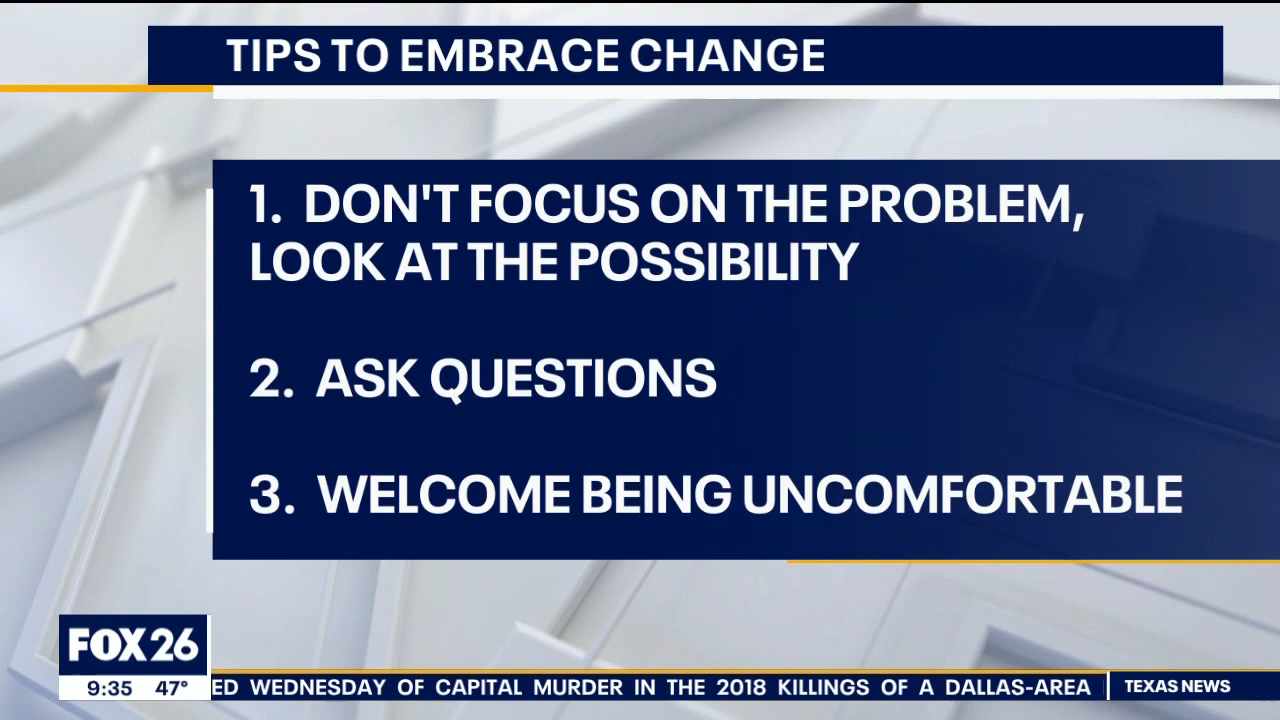 TIPS TO EMBRACE CHANGE
1. DON'T FOCUS ON THE PROBLEM,
LOOK AT THE POSSIBILITY
2. ASK QUESTIONS
3. WELCOME BEING UNCOMFORTABLE
FOX 26
9:35 47°
ED WEDNESDAY OF CAPITAL MURDER IN THE 2018 KILLINGS OF A DALLAS-AREA
TEXAS NEWS